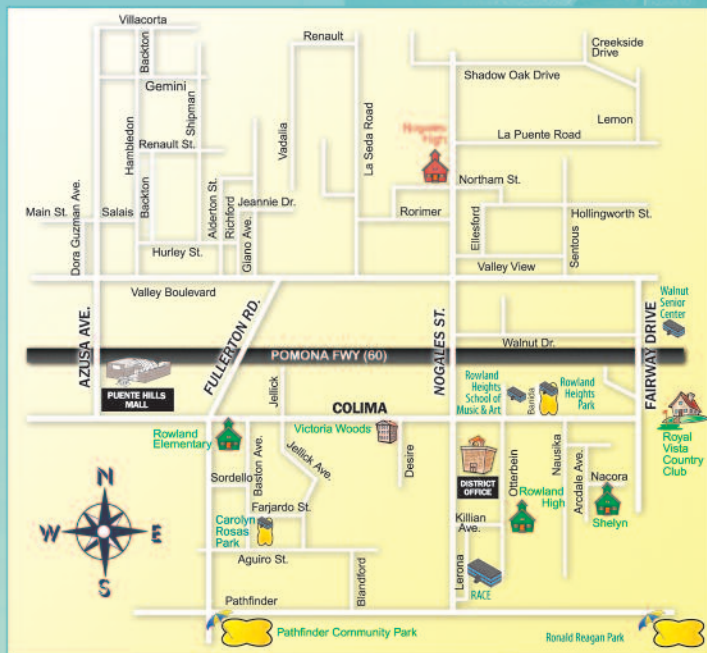 Villacorta
Backton
Gemini
Hambledon
Shipman
Renault St.
Renault
Vadalia
La Seda Road
Creekside
Drive
Shadow Oak Drive
Lemon
La Puente Road
Nogales
High
Northam St.
Dora Guzman Ave.
Main St.
Salais
Backton
Alderton St.
Richford
Jeannie Dr.
Giano Ave.
Hurley St.
Rorimer
Ellesford
Hollingworth St.
Sentous
Valley View
Valley Boulevard
AZUSA AVE.
FULLERTON RD.
NOGALES ST.
FAIRWAY DRIVE
Walnut
Senior
Center
Walnut Dr.
POMONA FWY (60)
PUENTE HILLS
MALL
Jellick
COLIMA
Rowland
Heights
School of
Music & Art
Banida
Rowland
Heights
Park
Royal
Vista
Country
Club
Rowland
Elementary
Victoria Woods
Sordello
Baston Ave.
Jellick Ave.
Desire
DISTRICT
OFFICE
Otterbein
Nausika
Arcdale Ave.
Nacora
Rowland
High
Shelyn
Carolyn
Rosas
Park
Farjardo St.
Killian
Ave.
Aguiro St.
Blandford
Lerona
RACE
N
W
E
S
Pathfinder
Pathfinder Community Park
Ronald Reagan Park